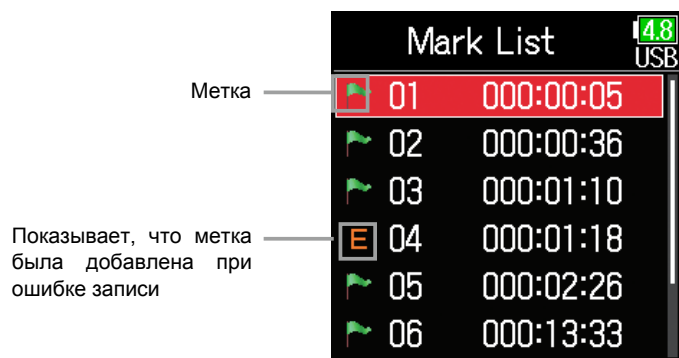 Mark List
4.8
USB
Метка
01 000:00:05
02 000:00:36
03 000:01:10
Показывает, что метка
была добавлена при
ошибке записи
E 04 000:01:18
05 000:02:26
06 000:13:33